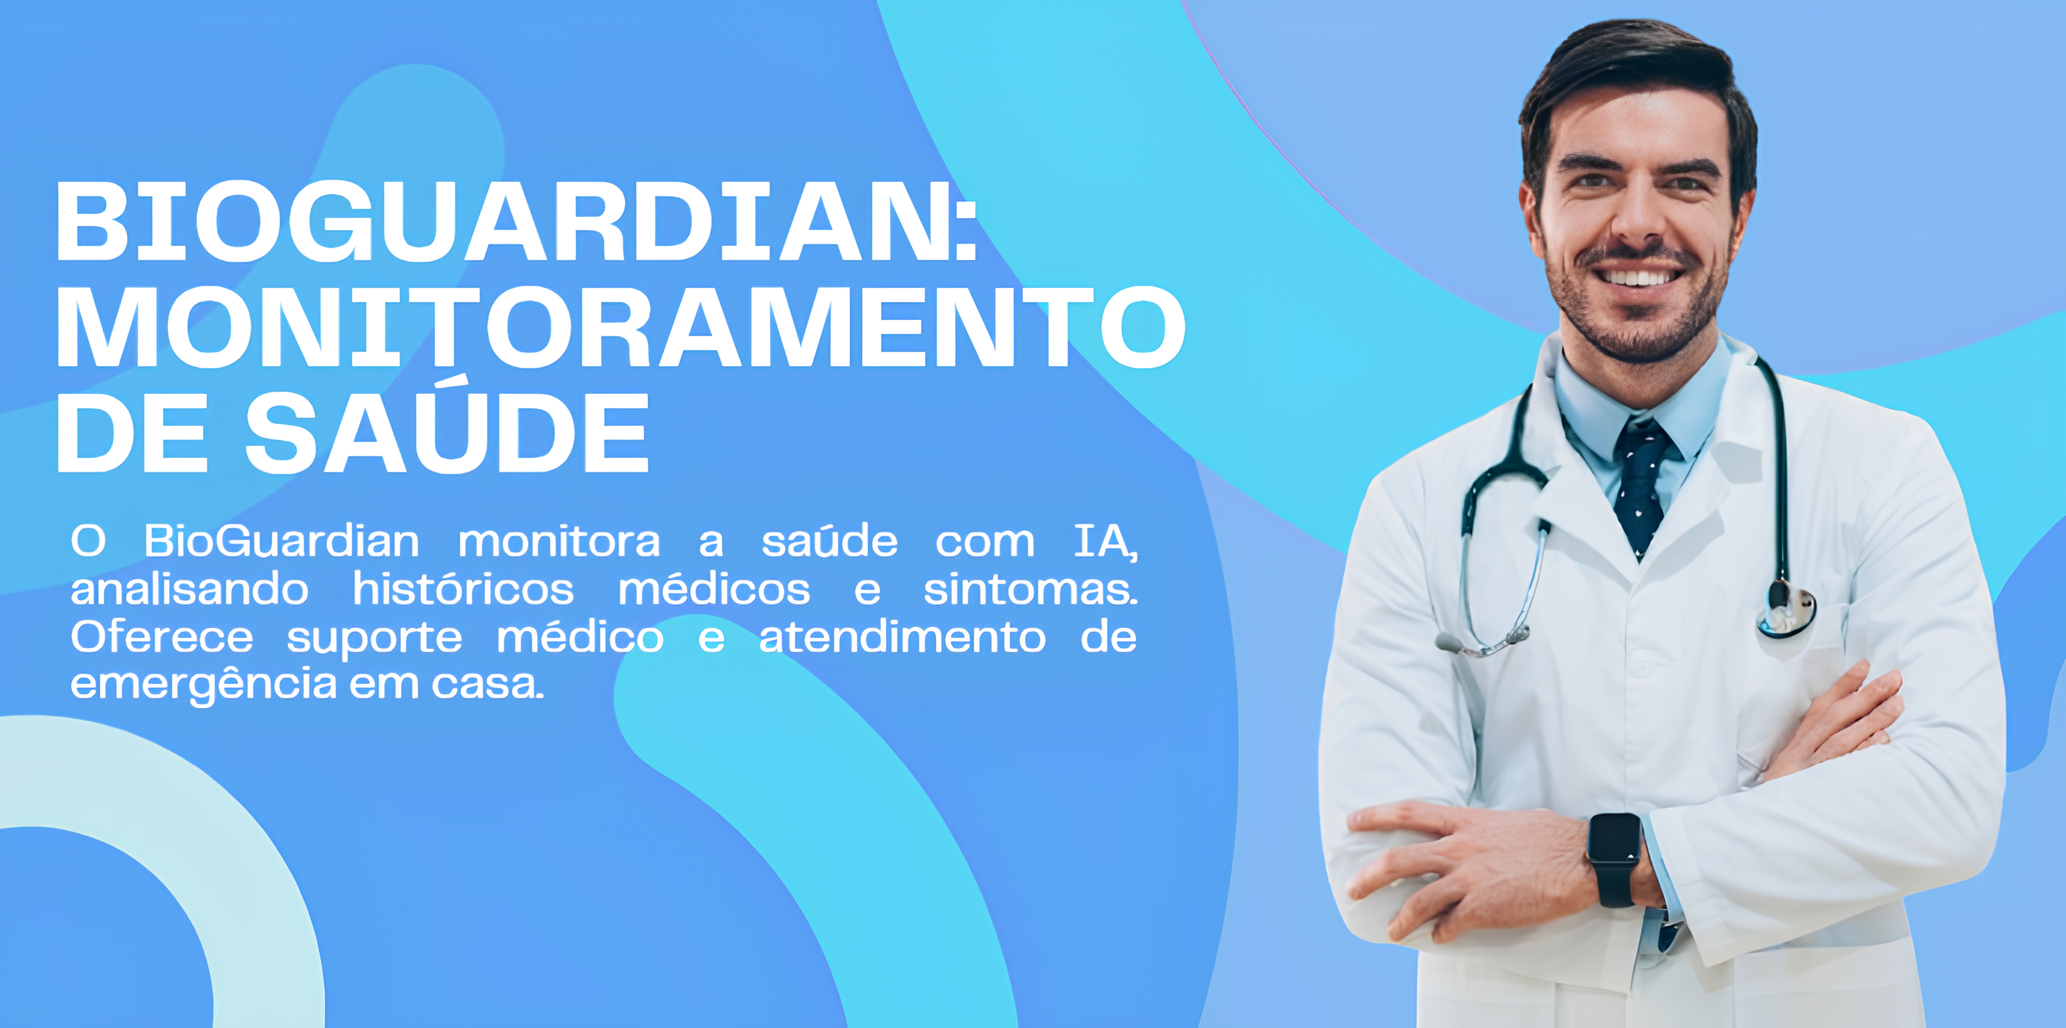 BIOGUARDIAN:
MONITORAMENTO
DE SAÚDE
O BioGuardian monitora a saúde com IA,
analisando históricos médicos e sintomas.
Oferece suporte médico e atendimento de
emergência em casa.